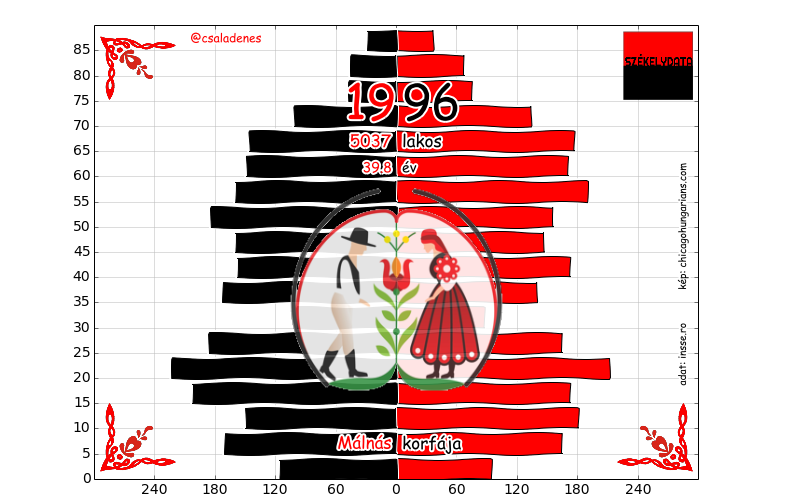 @csaladenes
SZÉKELYDATA
1996
5037 lakos
39.8 év
kép: chicagohungarians.com
adat: insse.ro
Málnás korfája
85
80
75
70
65
60
55
50
45
40
35
30
25
20
15
10
5
0
240 180 120 60 0 60 120 180 240